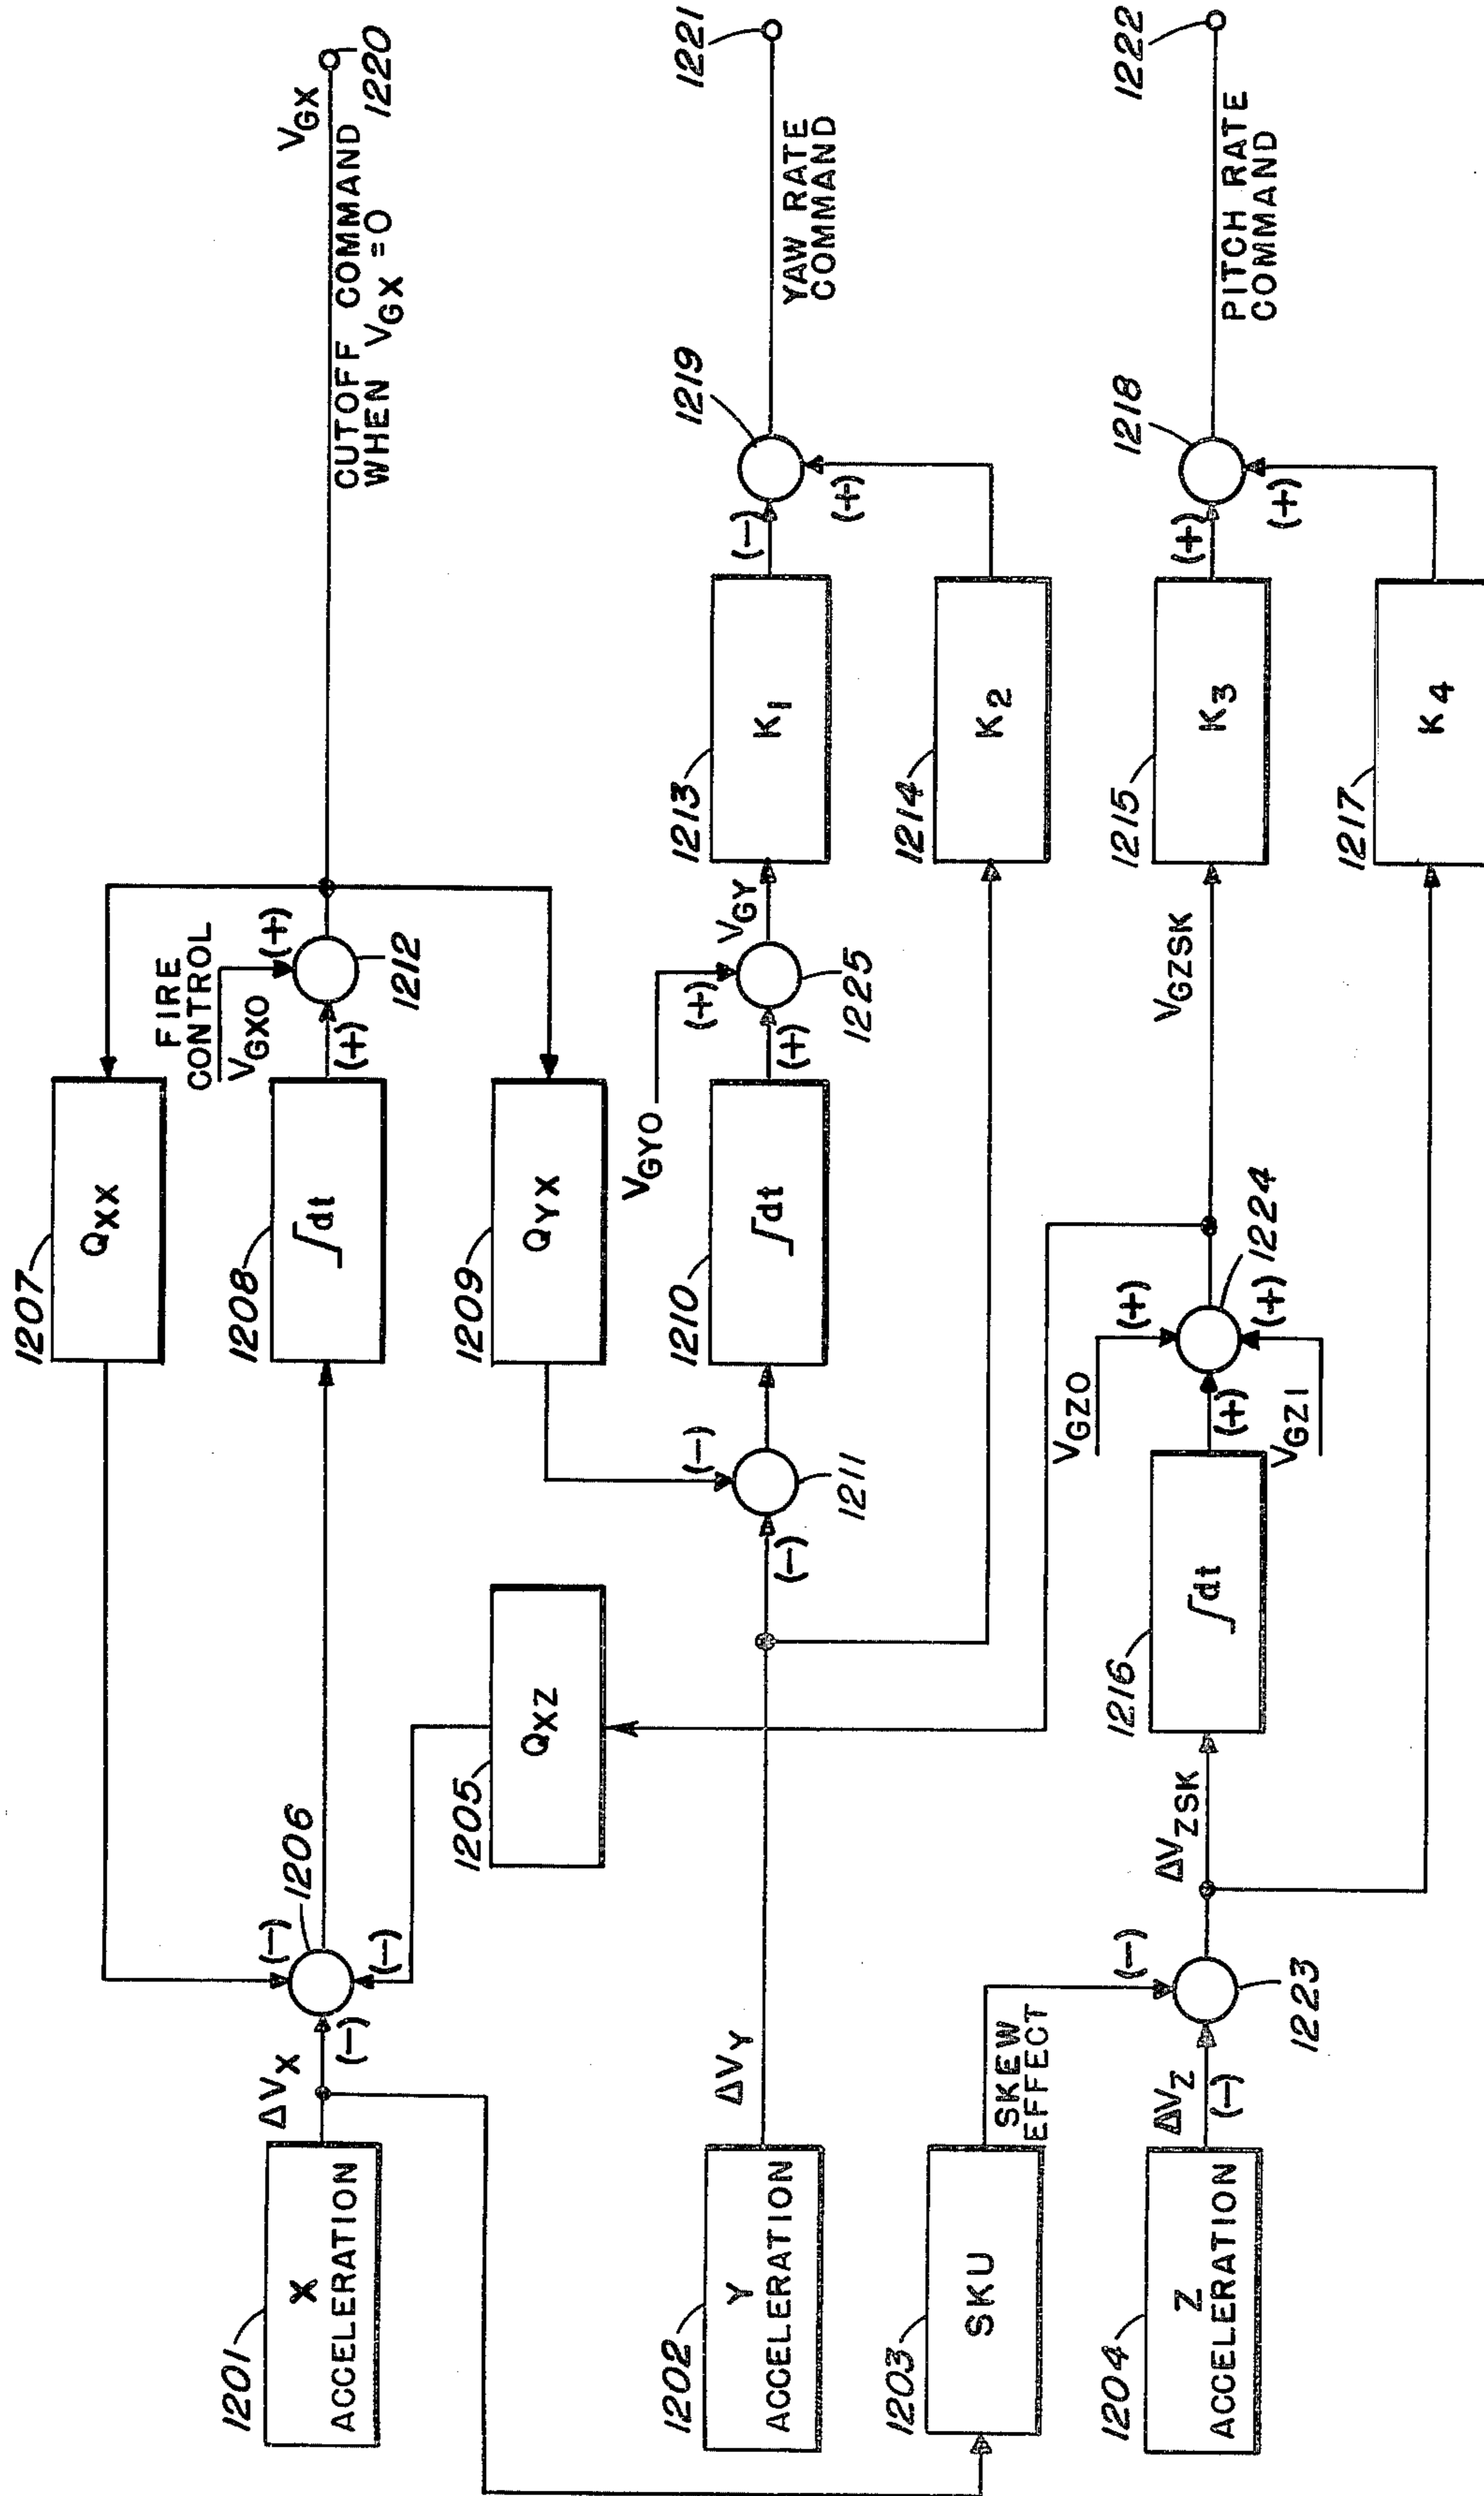 1201
X
ACCELERATION
ΔVX
(−)
1206
(−)
(−)
1207
QXX
1208
∫dt
(+)
FIRE
CONTROL
VGXO
(+)
1212
VGX
CUTOFF COMMAND
WHEN VGX =0
1220
1205
QXZ
1209
QYX
1202
Y
ACCELERATION
ΔVY
(−)
(−)
1211
1210
∫dt
(+)
VGYO
(+)
1225
VGY
1213
K1
(−)
1219
(+)
YAW RATE
COMMAND
1221
1214
K2
1203
SKU
SKEW
EFFECT
(−)
1204
Z
ACCELERATION
ΔVZ
(−)
1223
ΔVZSK
1216
∫dt
(+)
VGZO
(+)
VGZ1
(+)
1224
VGZSK
1215
K3
(+)
1218
(+)
PITCH RATE
COMMAND
1222
1217
K4